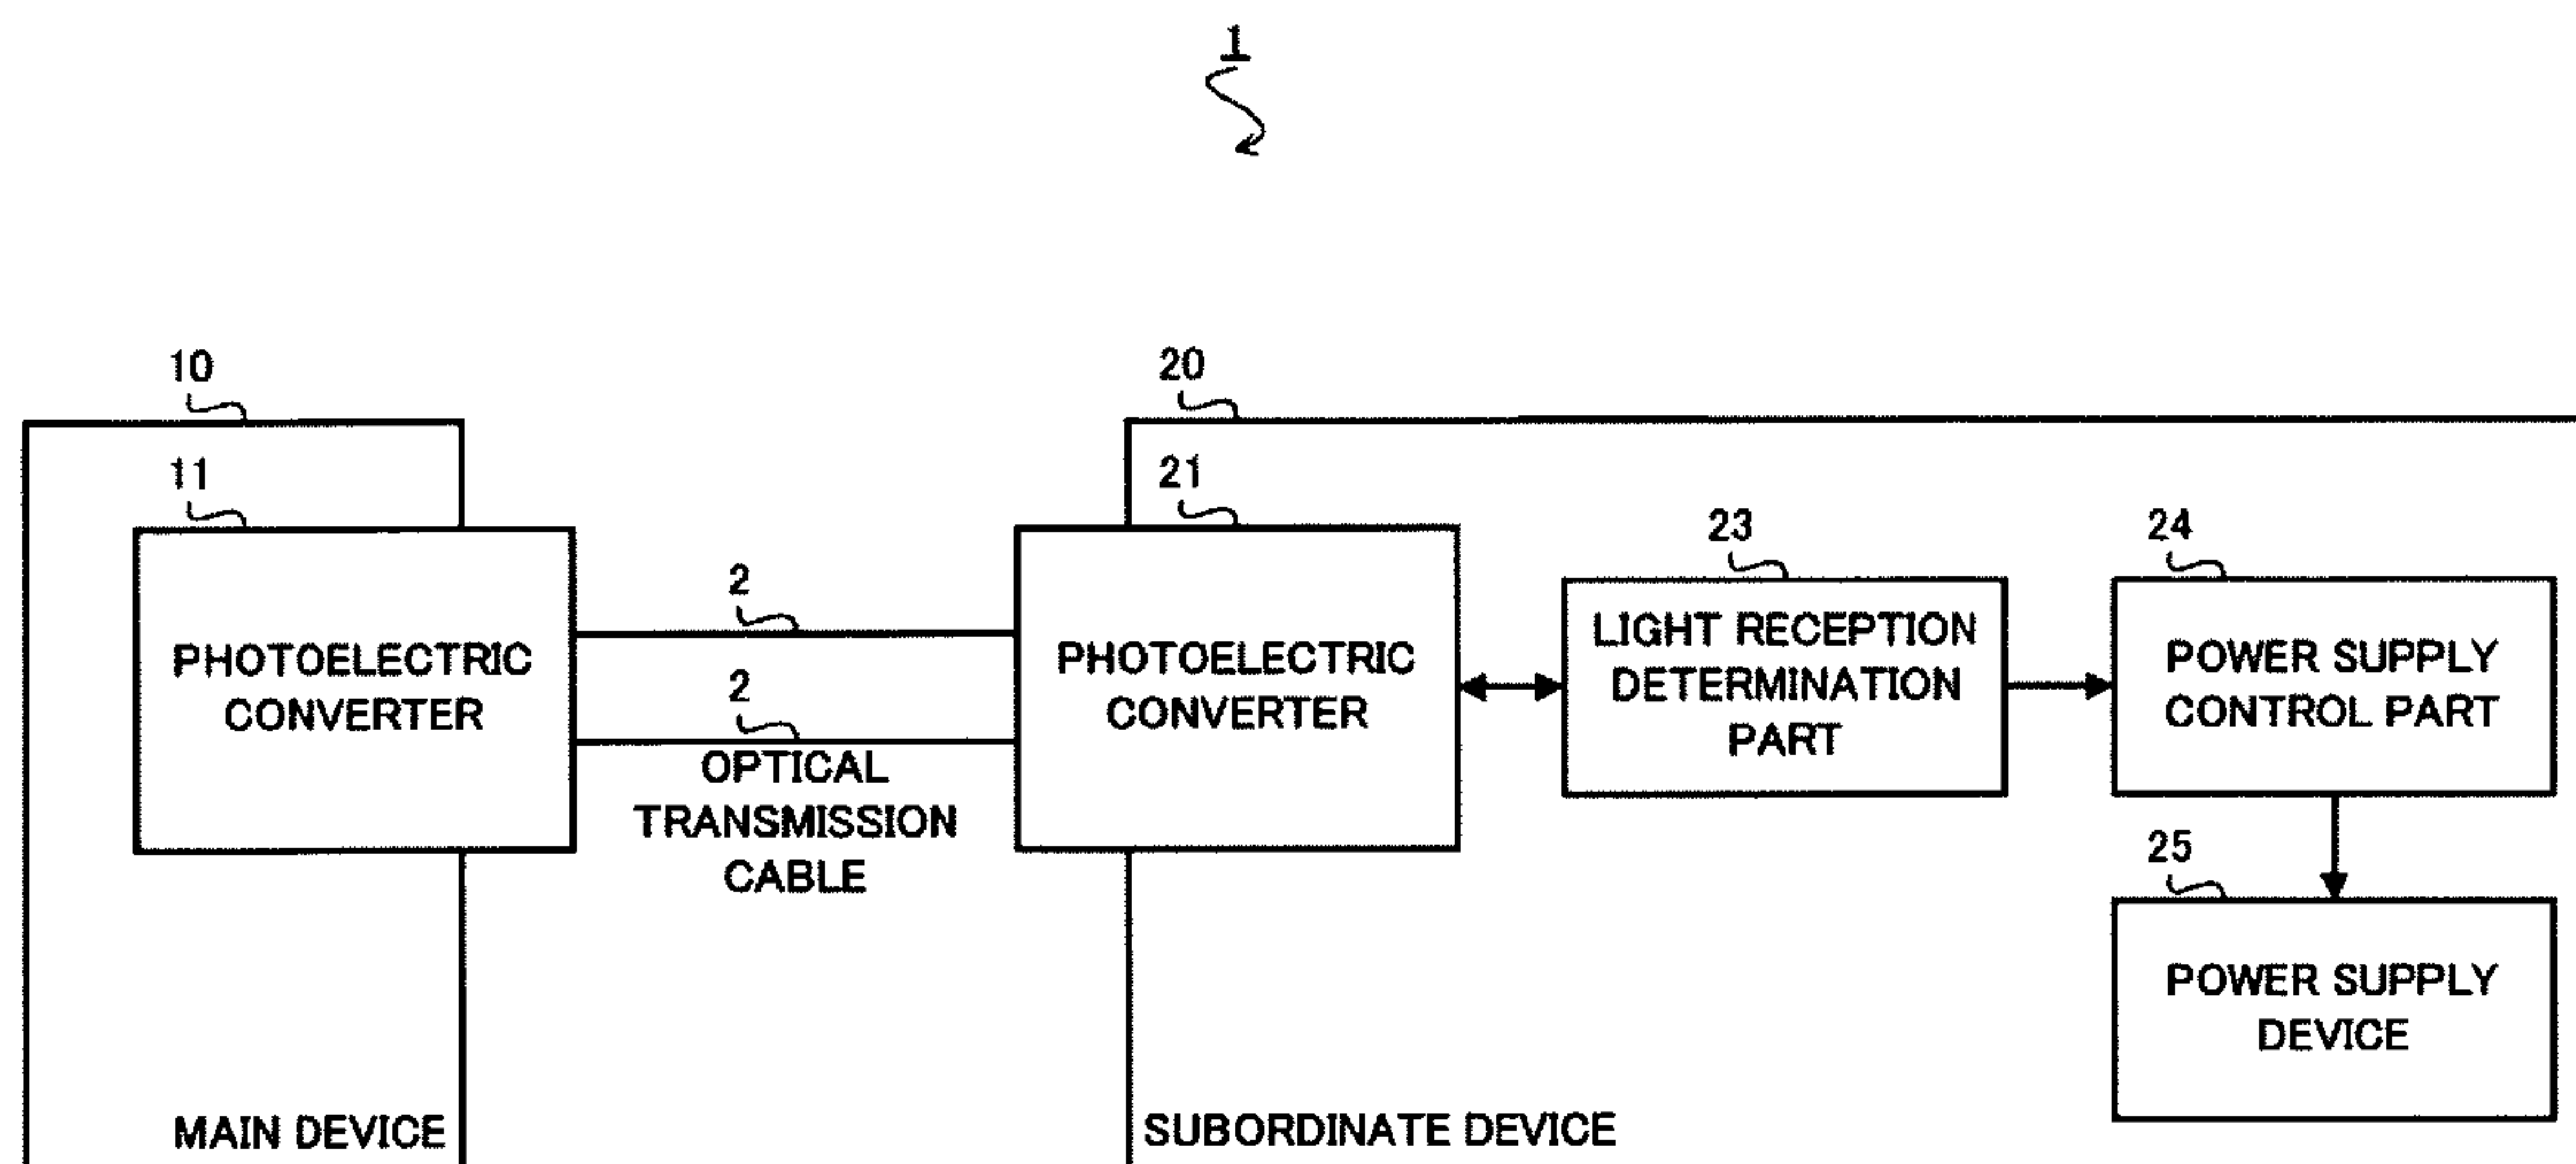 1
10
20
11
21
23
24
2
PHOTOELECTRIC
CONVERTER
2
OPTICAL
TRANSMISSION
CABLE
PHOTOELECTRIC
CONVERTER
LIGHT RECEPTION
DETERMINATION
PART
POWER SUPPLY
CONTROL PART
25
POWER SUPPLY
DEVICE
MAIN DEVICE
SUBORDINATE DEVICE